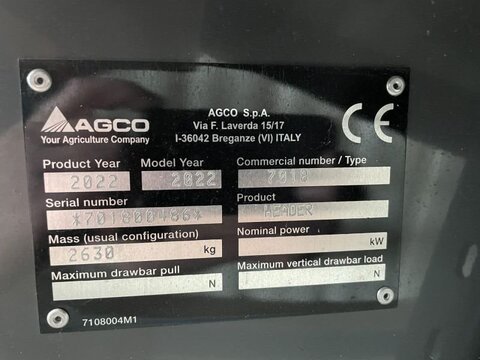 AGCO
Your Agriculture Company
AGCO S.p.A.
Via F. Laverda 15/17
I-36042 Breganze (VI) ITALY
CE
Product Year Model Year Commercial number / Type
2022 2022 7018
Serial number Product
*701800486* HEADER
Mass (usual configuration) Nominal power
2630 kg kW
Maximum drawbar pull Maximum vertical drawbar load
N N
7108004M1